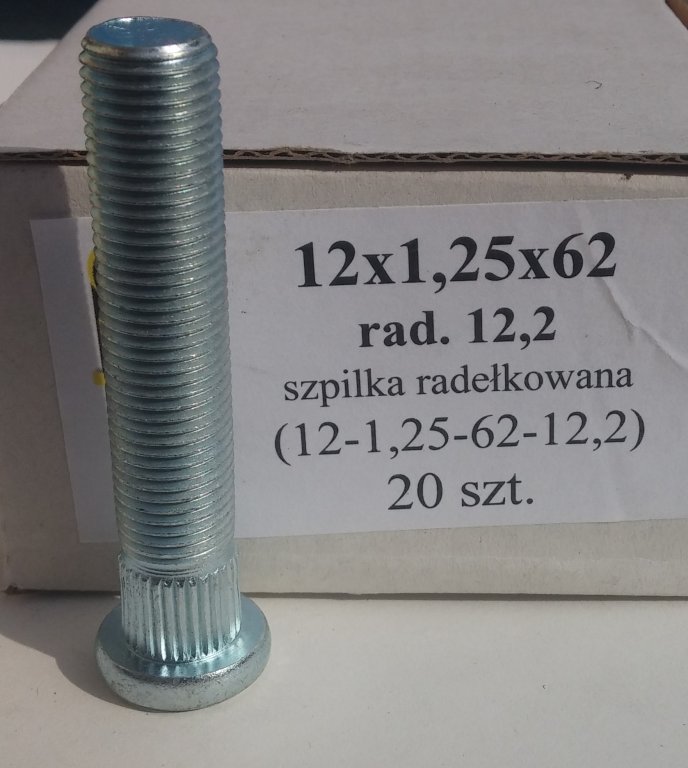 12x1,25x62
rad. 12,2
szpilka radełkowana
(12-1,25-62-12,2)
20 szt.